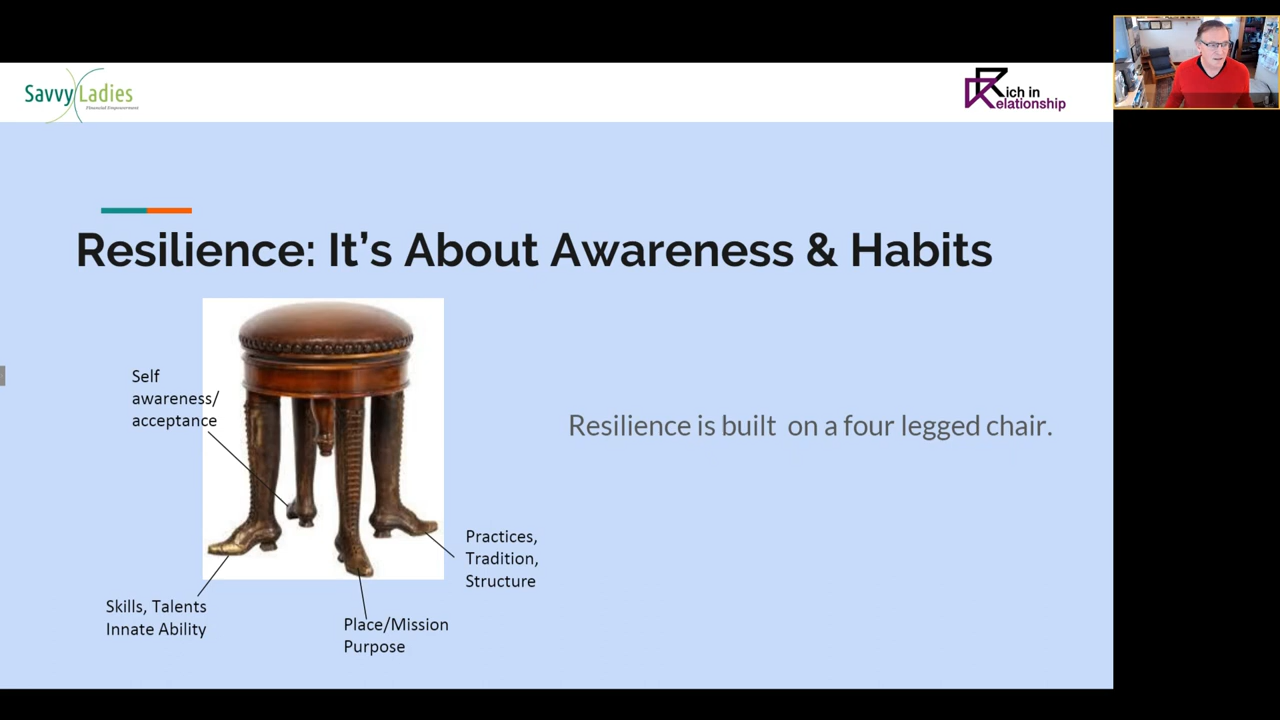 Savvy Ladies
Financial Empowerment
Rich in
Relationship
Resilience: It’s About Awareness & Habits
Self
awareness/
acceptance
Resilience is built  on a four legged chair.
Practices,
Tradition,
Structure
Skills, Talents
Innate Ability
Place/Mission
Purpose